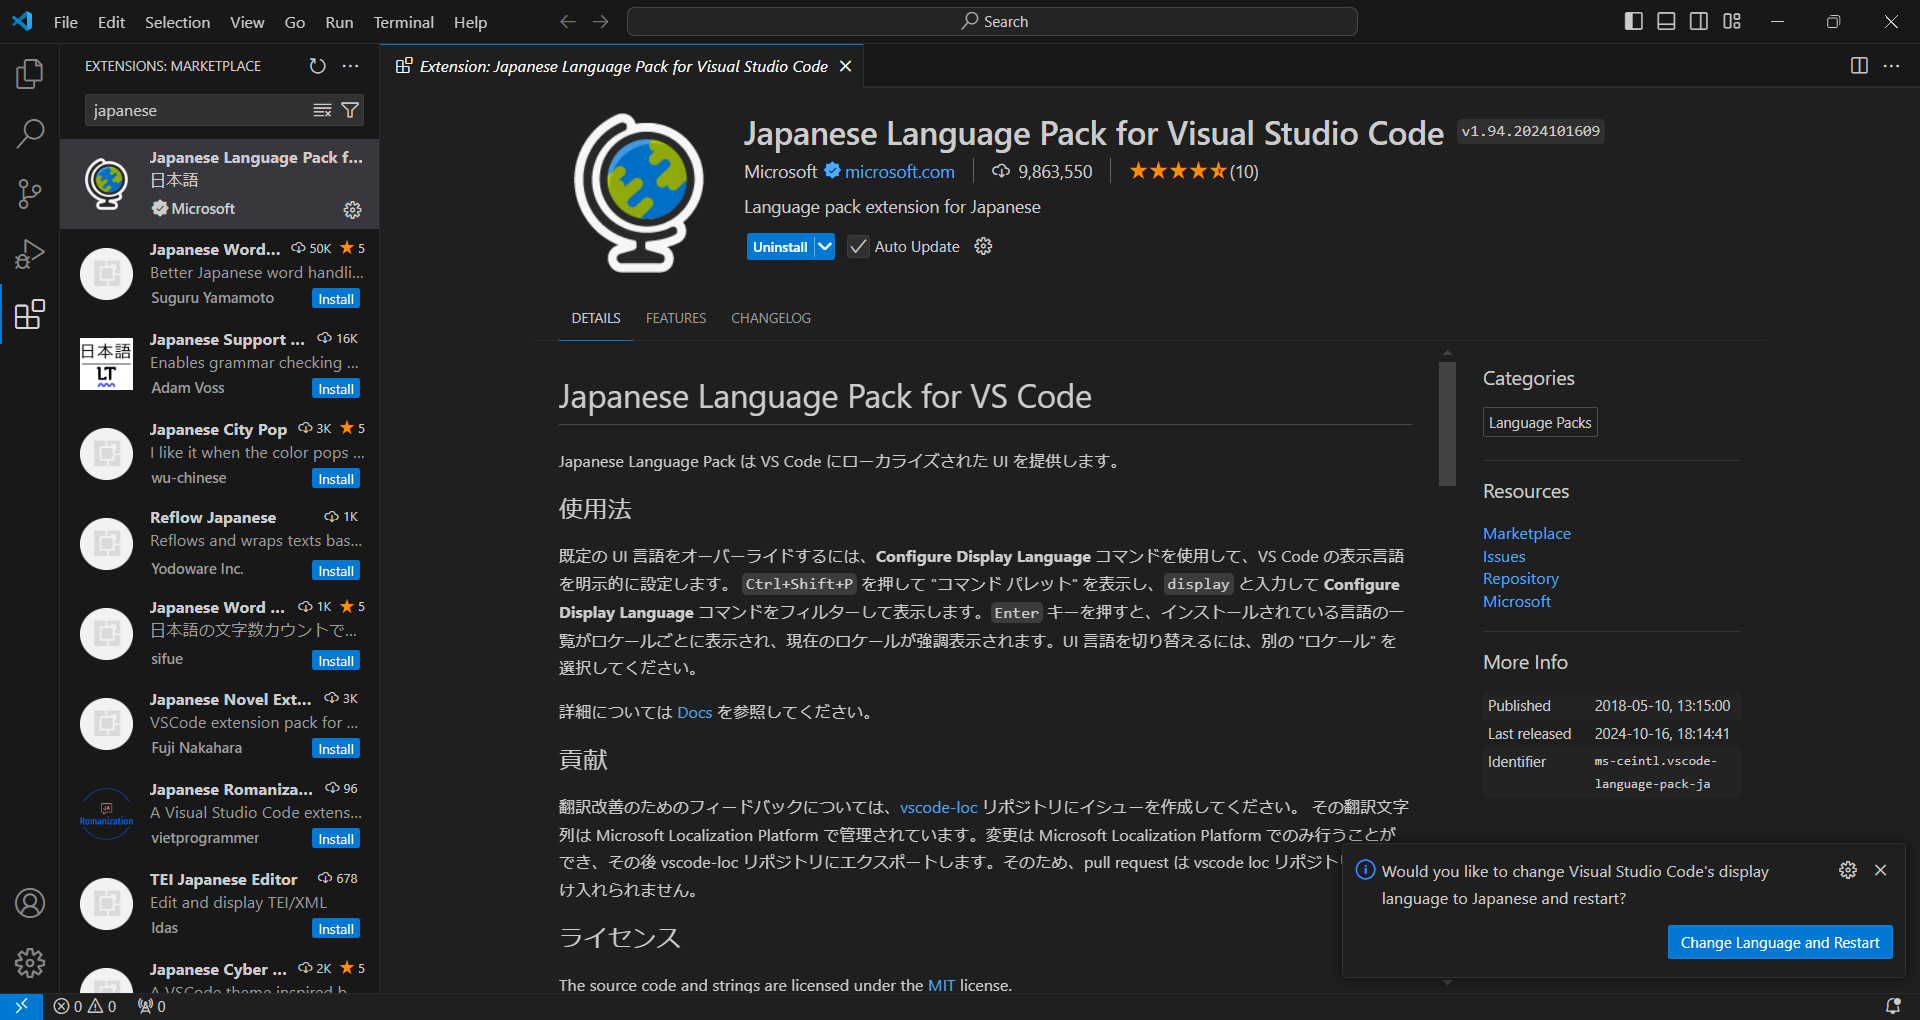 File Edit Selection View Go Run Terminal Help
Search
EXTENSIONS: MARKETPLACE
japanese
Japanese Language Pack f...
日本語
Microsoft
Japanese Word... 50K 5
Better Japanese word handli...
Suguru Yamamoto Install
日本語
LT
Japanese Support ... 16K
Enables grammar checking ...
Adam Voss Install
Japanese City Pop 3K 5
I like it when the color pops ...
wu-chinese Install
Reflow Japanese 1K
Reflows and wraps texts bas...
Yodoware Inc. Install
Japanese Word ... 1K 5
日本語の文字数カウントで...
sifue Install
Japanese Novel Ext... 3K
VSCode extension pack for ...
Fuji Nakahara Install
JA
Romanization
Japanese Romaniza... 96
A Visual Studio Code extens...
vietprogrammer Install
TEI Japanese Editor 678
Edit and display TEI/XML
ldas Install
Japanese Cyber ... 2K 5
A VSCode theme inspired b...
Extension: Japanese Language Pack for Visual Studio Code
Japanese Language Pack for Visual Studio Code v1.94.2024101609
Microsoft microsoft.com 9,863,550 (10)
Language pack extension for Japanese
Uninstall Auto Update
DETAILS FEATURES CHANGELOG
Japanese Language Pack for VS Code
Japanese Language Pack は VS Code にローカライズされた UI を提供します。
使用法
既定の UI 言語をオーバーライドするには、Configure Display Language コマンドを使用して、VS Code の表示言語
を明示的に設定します。 Ctrl+Shift+P を押して "コマンド パレット" を表示し、display と入力して Configure
Display Language コマンドをフィルターして表示します。Enter キーを押すと、インストールされている言語の一
覧がロケールごとに表示され、現在のロケールが強調表示されます。UI 言語を切り替えるには、別の "ロケール" を
選択してください。
詳細については Docs を参照してください。
貢献
翻訳改善のためのフィードバックについては、vscode-loc リポジトリにイシューを作成してください。 その翻訳文字
列は Microsoft Localization Platform で管理されています。変更は Microsoft Localization Platform でのみ行うことが
でき、その後 vscode-loc リポジトリにエクスポートします。そのため、pull request は vscode loc リポジト
け入れられません。
ライセンス
The source code and strings are licensed under the MIT license.
Categories
Language Packs
Resources
Marketplace
Issues
Repository
Microsoft
More Info
Published 2018-05-10, 13:15:00
Last released 2024-10-16, 18:14:41
Identifier ms-ceintl.vscode-
language-pack-ja
Would you like to change Visual Studio Code's display
language to Japanese and restart?
Change Language and Restart
0 0 0